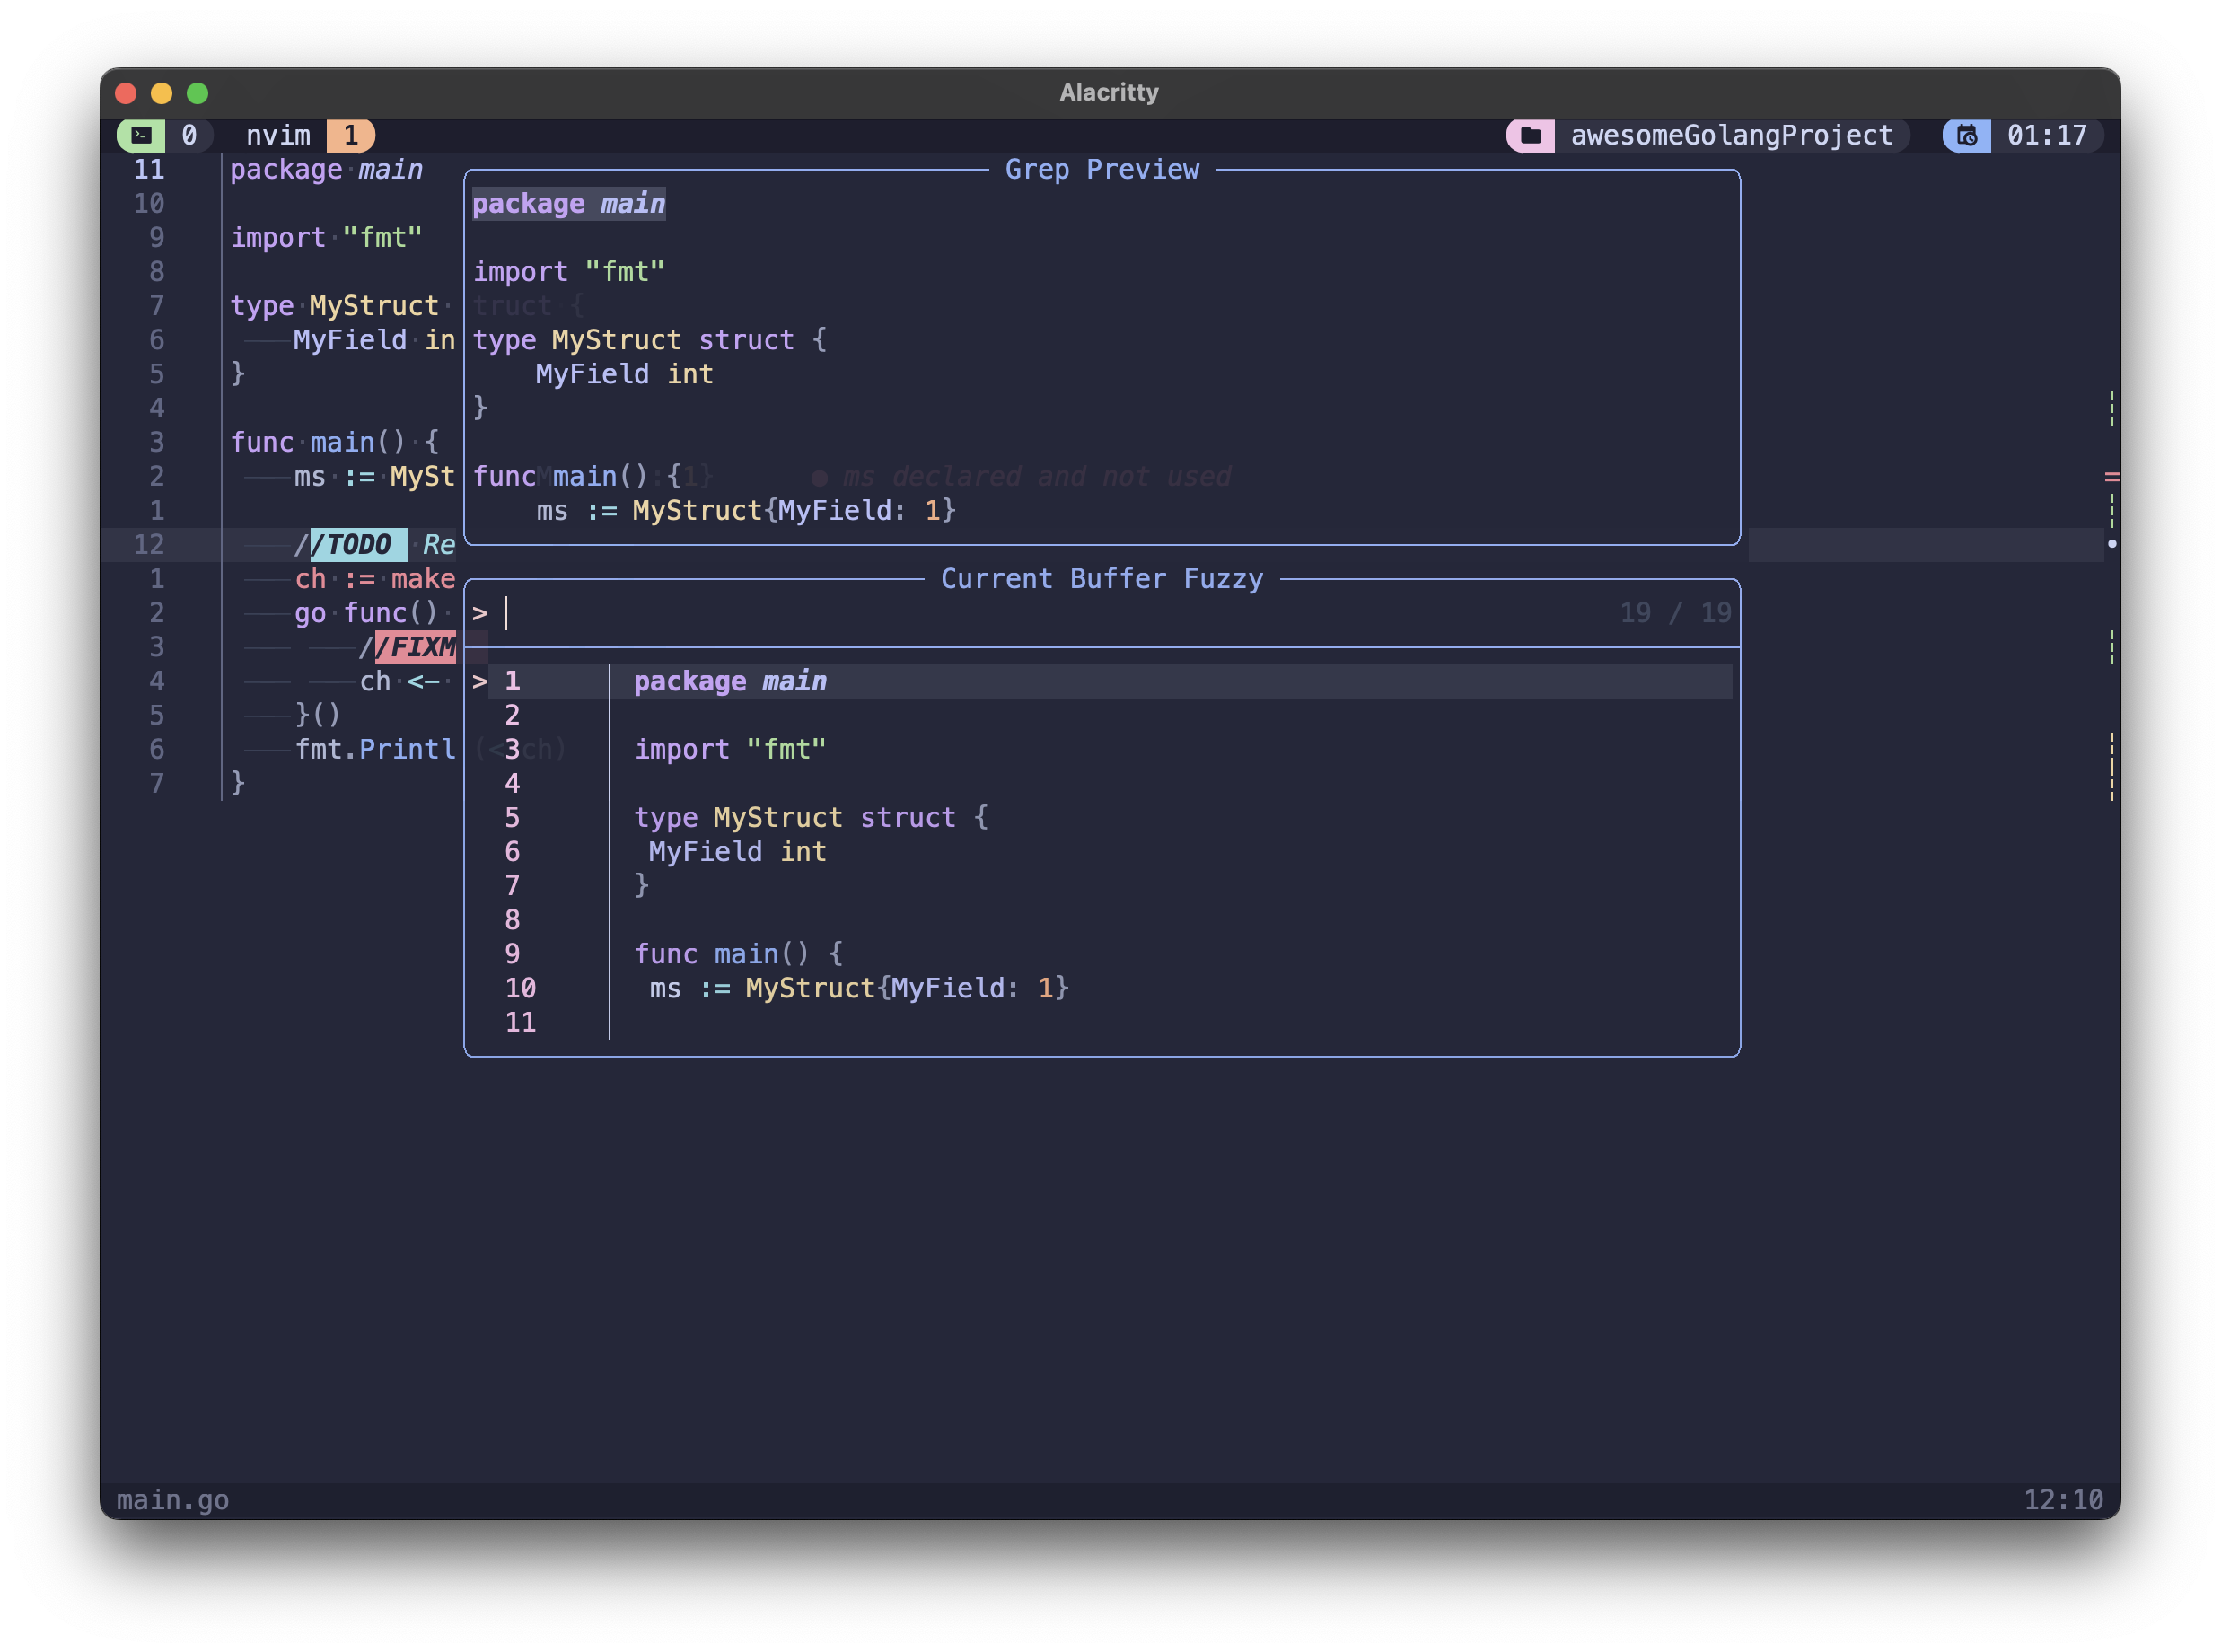 Alacritty
0 nvim 1 awesomeGolangProject 01:17
11 package main
10
9 import "fmt"
8
7 type MyStruct truct {
6 MyField in
5 }
4
3 func main() {
2 ms := MySt
1
12 //TODO Re
1 ch := make
2 go func()
3 //FIXM
4 ch <-
5 }()
6 fmt.Printl
7 }
Grep Preview
package main
import "fmt"
type MyStruct struct {
MyField int
}
func main() {
1} ms declared and not used
ms := MyStruct{MyField: 1}
Current Buffer Fuzzy
> 19 / 19
> 1 package main
2
3 import "fmt"
4
5 type MyStruct struct {
6 MyField int
7 }
8
9 func main() {
10 ms := MyStruct{MyField: 1}
11
main.go 12:10